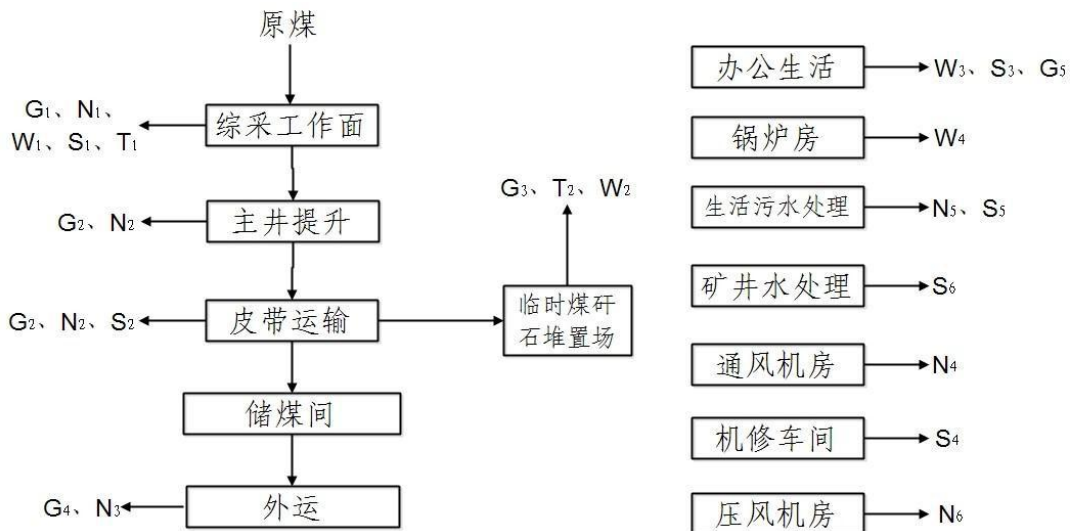 原煤
G₁、N₁、
W₁、S₁、T₁
综采工作面
G₂、N₂
主井提升
G₂、N₂、S₂
皮带运输
G₃、T₂、W₂
临时煤矸
石堆置场
储煤间
G₄、N₃
外运
办公生活
W₃、S₃、G₅
锅炉房
W₄
生活污水处理
N₅、S₅
矿井水处理
S₆
通风机房
N₄
机修车间
S₄
压风机房
N₆